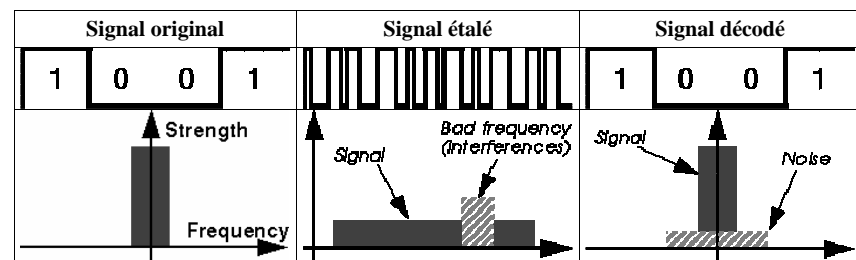 Signal original
Signal étalé
Signal décodé
1 0 0 1
1 0 0 1
Strength
Frequency
Bad frequency
(Interferences)
Signal
Signal
Noise